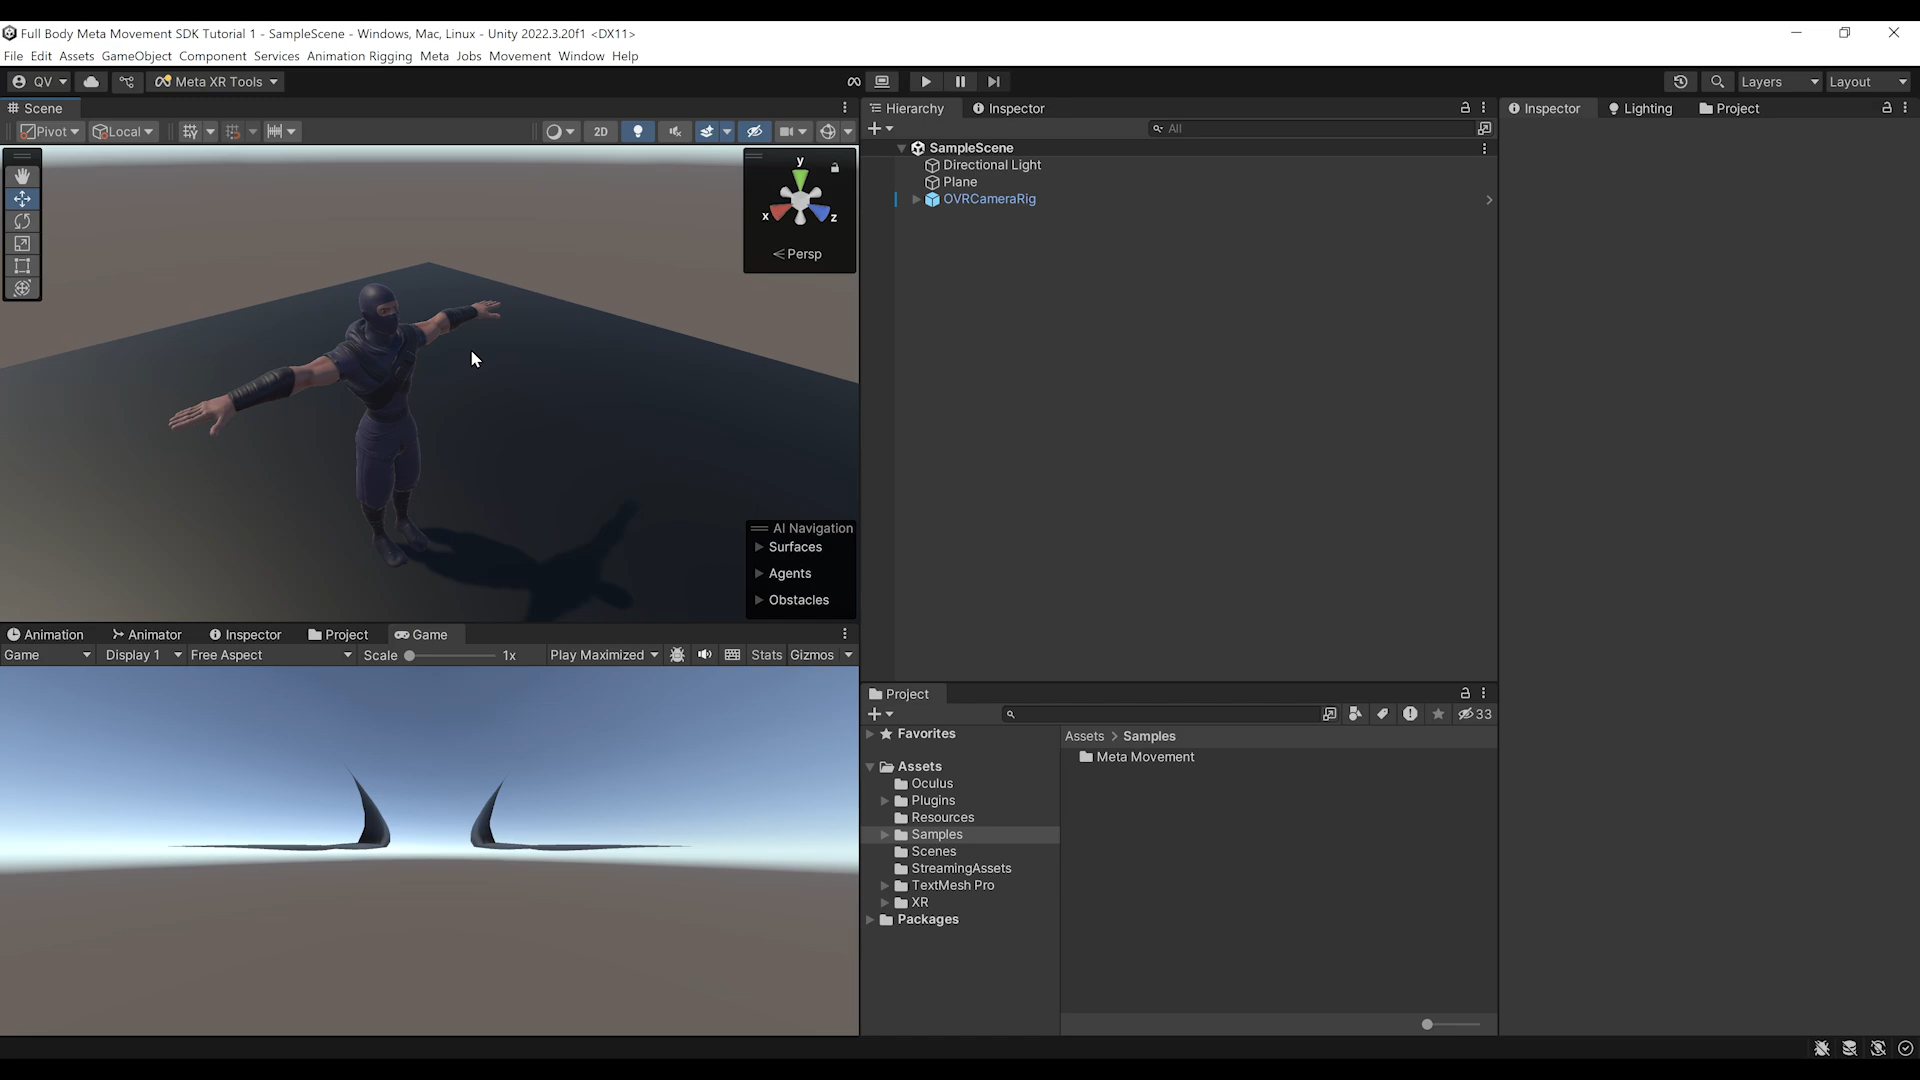 Full Body Meta Movement SDK Tutorial 1 - SampleScene - Windows, Mac, Linux - Unity 2022.3.20f1 <DX11>
File Edit Assets GameObject Component Services Animation Rigging Meta Jobs Movement Window Help
QV Meta XR Tools Layers Layout
Scene
Pivot Local 2D
y
x
z
Persp
AI Navigation
Surfaces
Agents
Obstacles
Animation Animator Inspector Project Game
Game Display 1 Free Aspect Scale 1x Play Maximized Stats Gizmos
Hierarchy Inspector
All
SampleScene
Directional Light
Plane
OVRCameraRig
Project
33
Favorites
Assets
Oculus
Plugins
Resources
Samples
Scenes
StreamingAssets
TextMesh Pro
XR
Packages
Assets > Samples
Meta Movement
Inspector Lighting Project